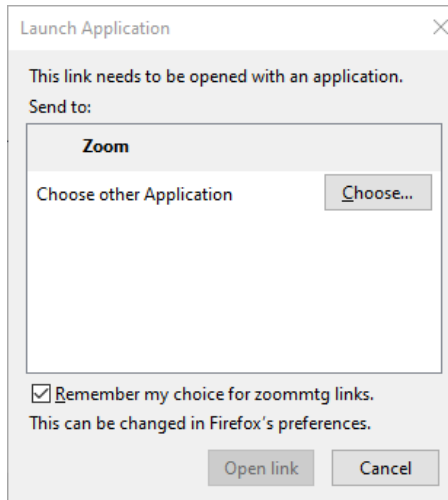 Launch Application
This link needs to be opened with an application.
Send to:
Zoom
Choose other Application
Choose...
Remember my choice for zoommtg links.
This can be changed in Firefox's preferences.
Open link
Cancel